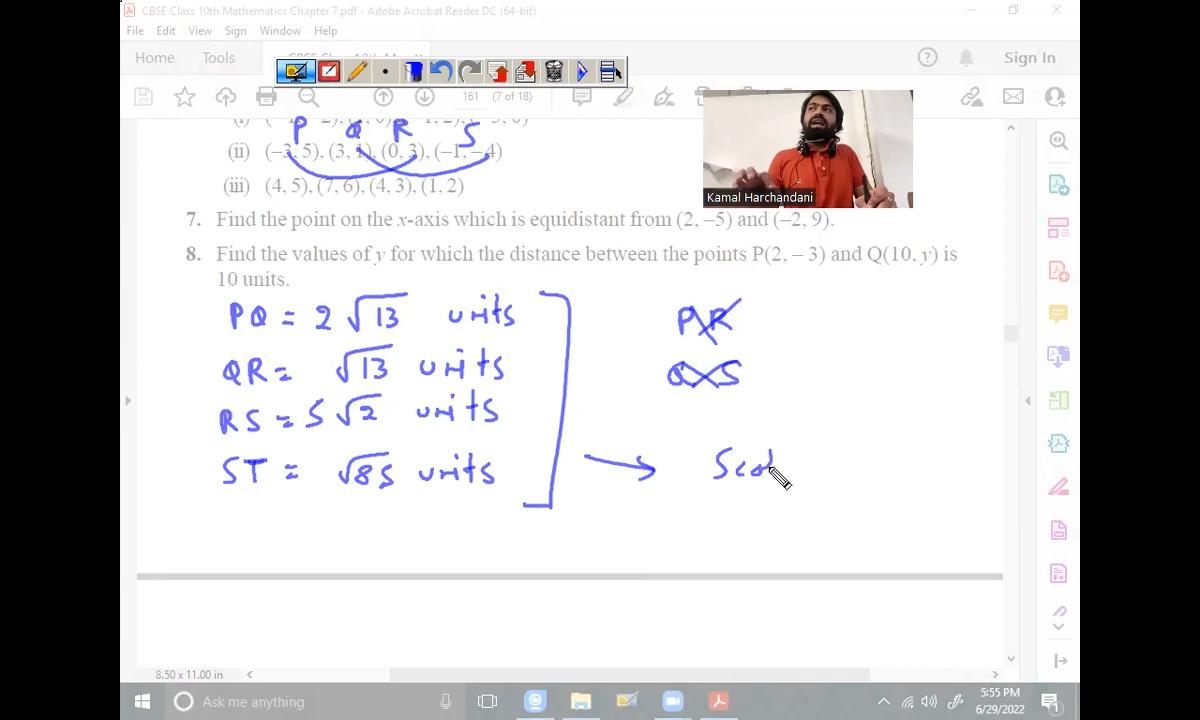 CBSE Class 10th Mathematics Chapter 7.pdf - Adobe Acrobat Reader DC (64-bit)
File Edit View Sign Window Help
Home Tools Sign In
161 (7 of 18)
P Q R S
(ii) (−3, 5), (3, 1), (0, 3), (−1, −4)
(iii) (4, 5), (7, 6), (4, 3), (1, 2)
Kamal Harchandani
7. Find the point on the x-axis which is equidistant from (2, −5) and (−2, 9).
8. Find the values of y for which the distance between the points P(2, − 3) and Q(10, y) is
10 units.
PQ = 2 √13 units
QR = √13 units
RS = 5 √2 units
ST = √85 units
PR
QS
8.50 x 11.00 in
Ask me anything
5:55 PM
6/29/2022